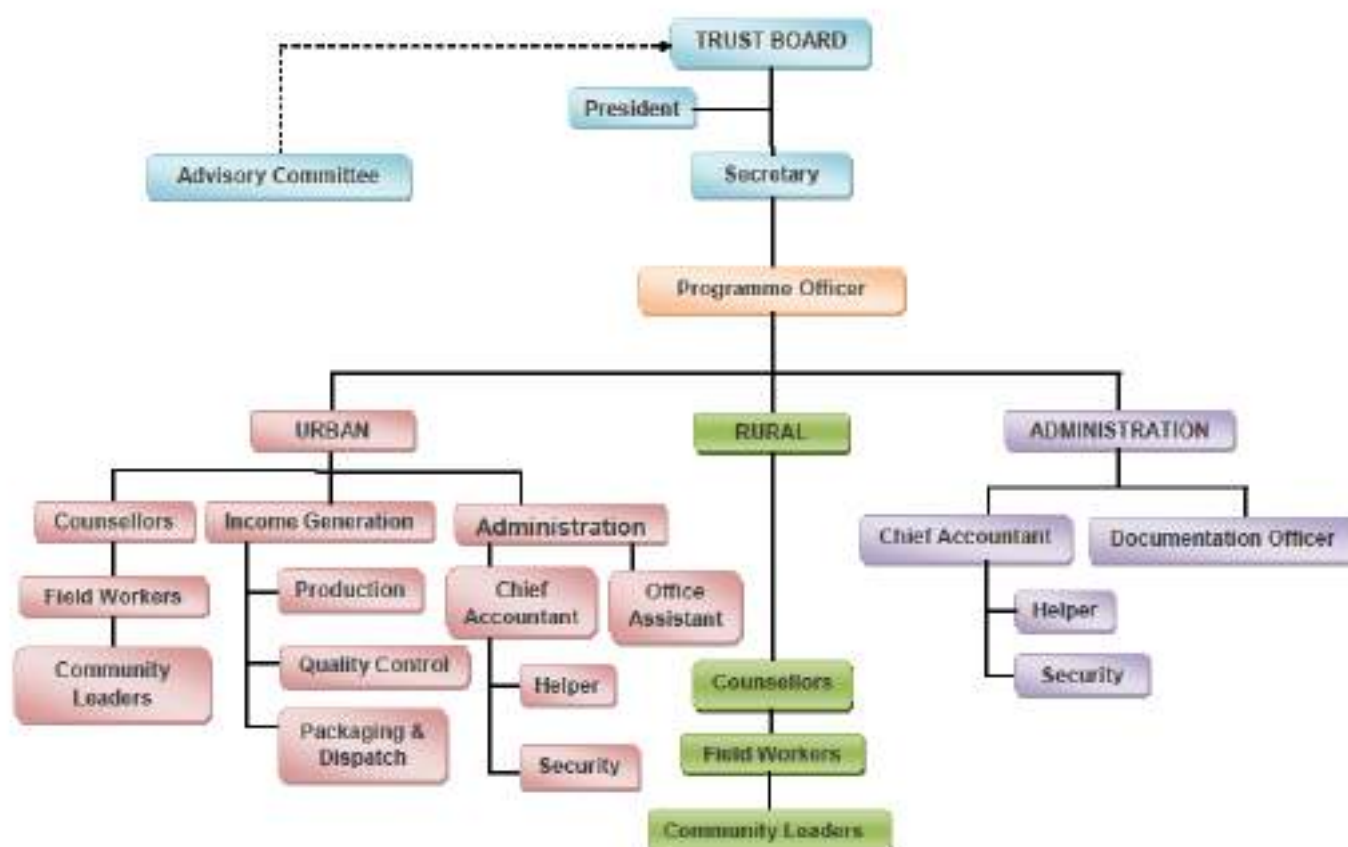 TRUST BOARD
President
Advisory Committee
Secretary
Programme Officer
URBAN
RURAL
ADMINISTRATION
Counsellors
Income Generation
Administration
Chief Accountant
Documentation Officer
Field Workers
Production
Chief
Accountant
Office
Assistant
Helper
Community
Leaders
Quality Control
Helper
Counsellors
Security
Packaging &
Dispatch
Security
Field Workers
Community Leaders